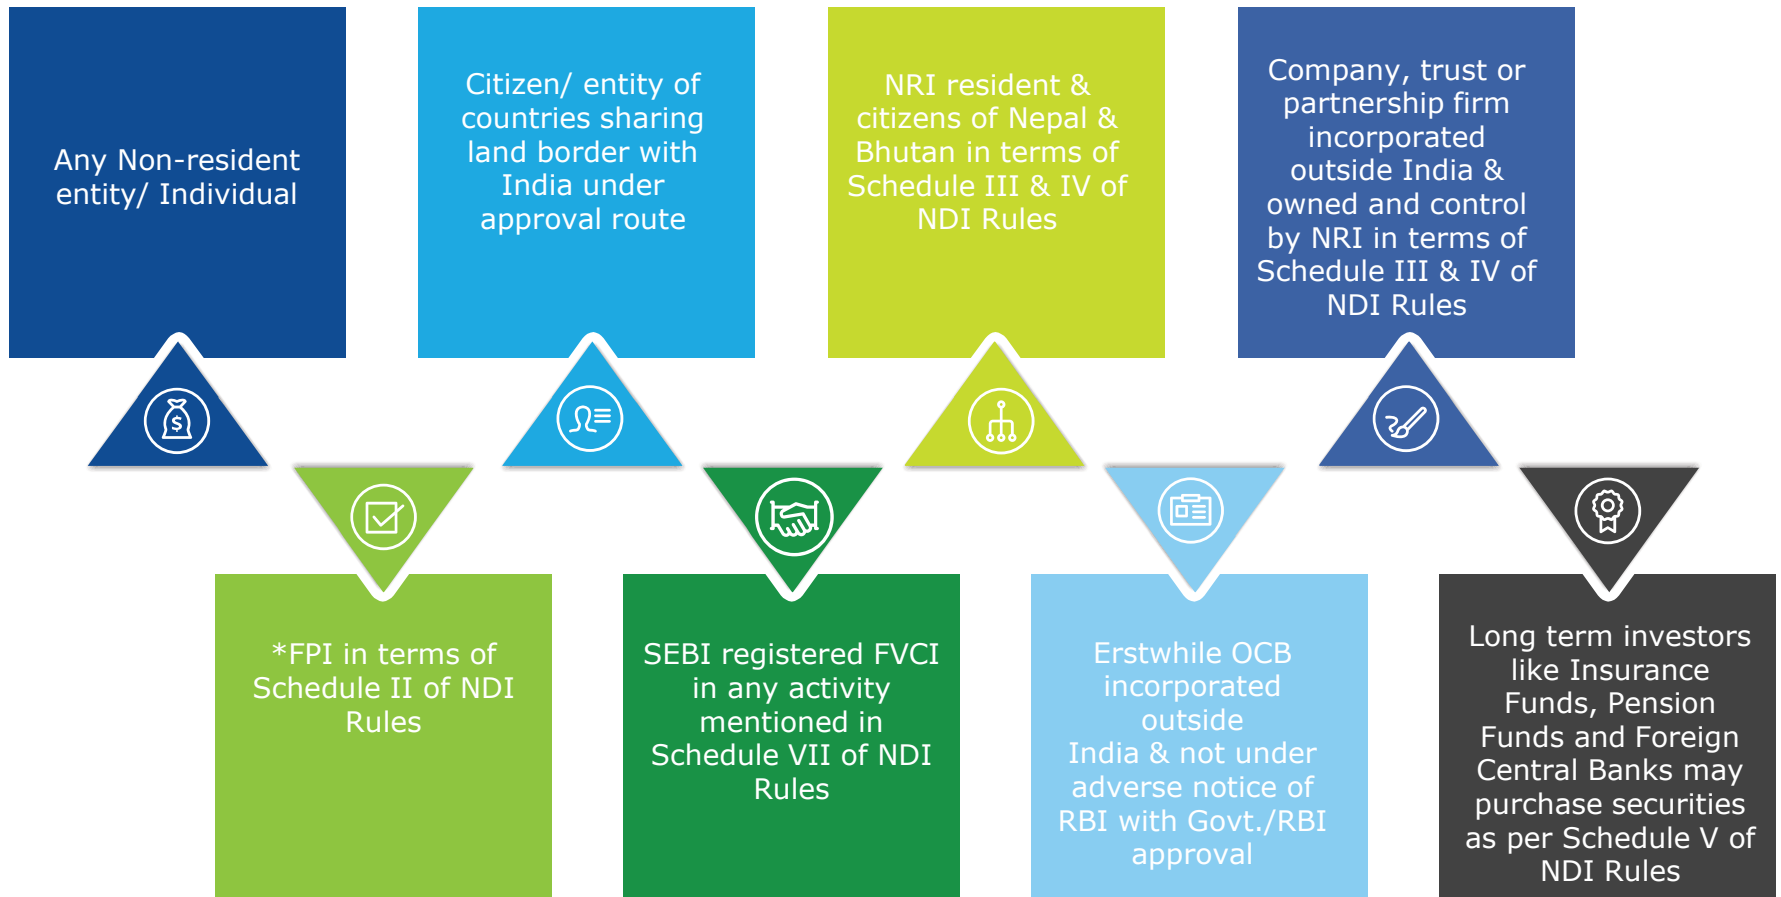 Any Non-resident
entity/ Individual
Citizen/ entity of
countries sharing
land border with
India under
approval route
NRI resident &
citizens of Nepal &
Bhutan in terms of
Schedule III & IV of
NDI Rules
Company, trust or
partnership firm
incorporated
outside India &
owned and control
by NRI in terms of
Schedule III & IV of
NDI Rules
$
*FPI in terms of
Schedule II of NDI
Rules
SEBI registered FVCI
in any activity
mentioned in
Schedule VII of NDI
Rules
Erstwhile OCB
incorporated
outside
India & not under
adverse notice of
RBI with Govt./RBI
approval
Long term investors
like Insurance
Funds, Pension
Funds and Foreign
Central Banks may
purchase securities
as per Schedule V of
NDI Rules